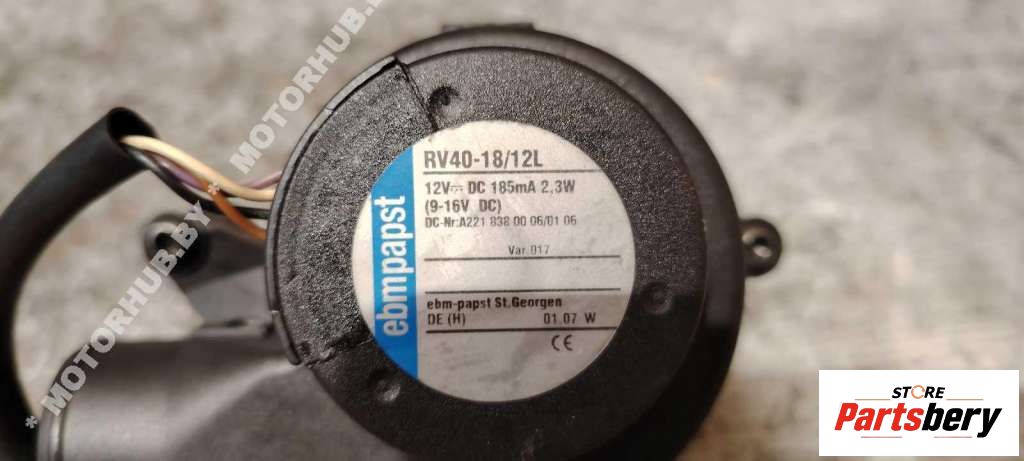 RV40-18/12L
12V⎓ DC 185mA 2,3W
(9-16V DC)
DC-Nr:A221 838 00 06/01 06
Var 017
ebmpapst
ebm-papst St.Georgen
DE (H) 01.07 W
CE
* MOTORHUB.BY * MOTORHUB.BY
STORE
Partsbery